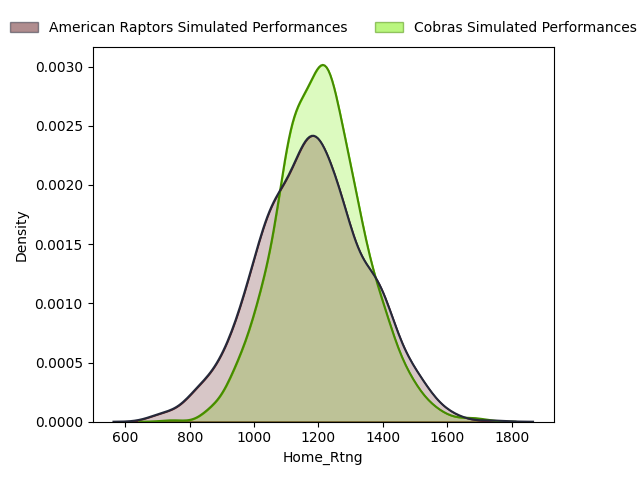 American Raptors Simulated Performances
Cobras Simulated Performances
0.0030
0.0025
0.0020
0.0015
0.0010
0.0005
0.0000
Density
600 800 1000 1200 1400 1600 1800
Home_Rtng